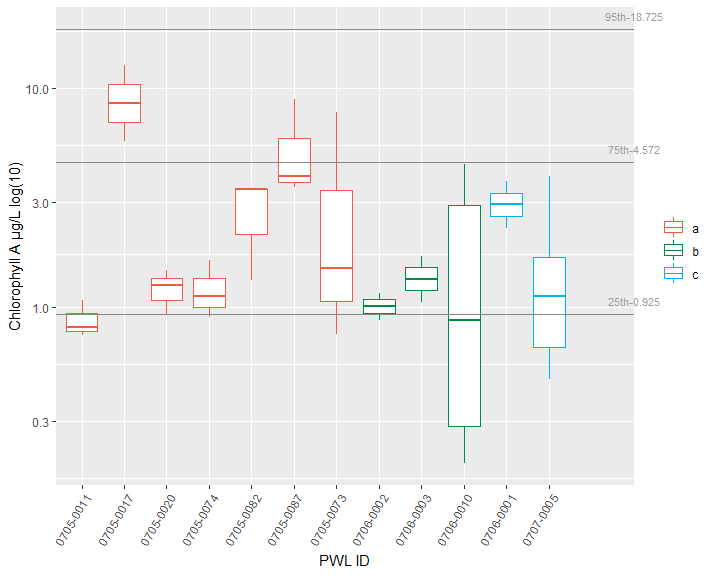 95th-18.725
10.0
75th-4.572
3.0
1.0
25th-0.925
0.3
Chlorophyll A µg/L log(10)
a
b
c
0705-0011
0705-0017
0705-0020
0705-0074
0705-0082
0705-0087
0705-0073
0706-0002
0706-0003
0706-0010
0706-0001
0707-0005
PWL ID